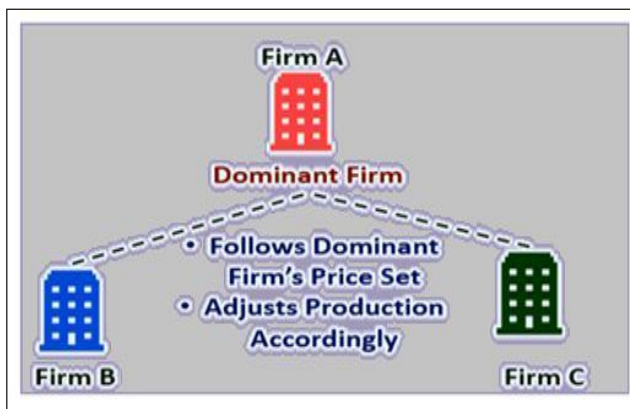 Firm A
Dominant Firm
• Follows Dominant
Firm's Price Set
• Adjusts Production
Accordingly
Firm B
Firm C